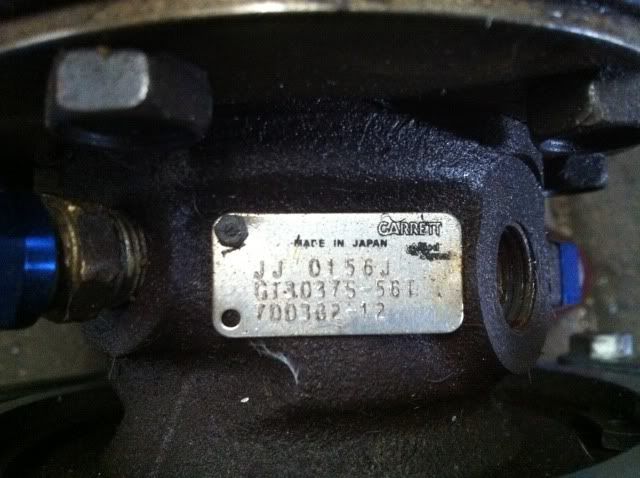 GARRETT
MADE IN JAPAN
JJ 0156J
GT3037S-56T
700382-12